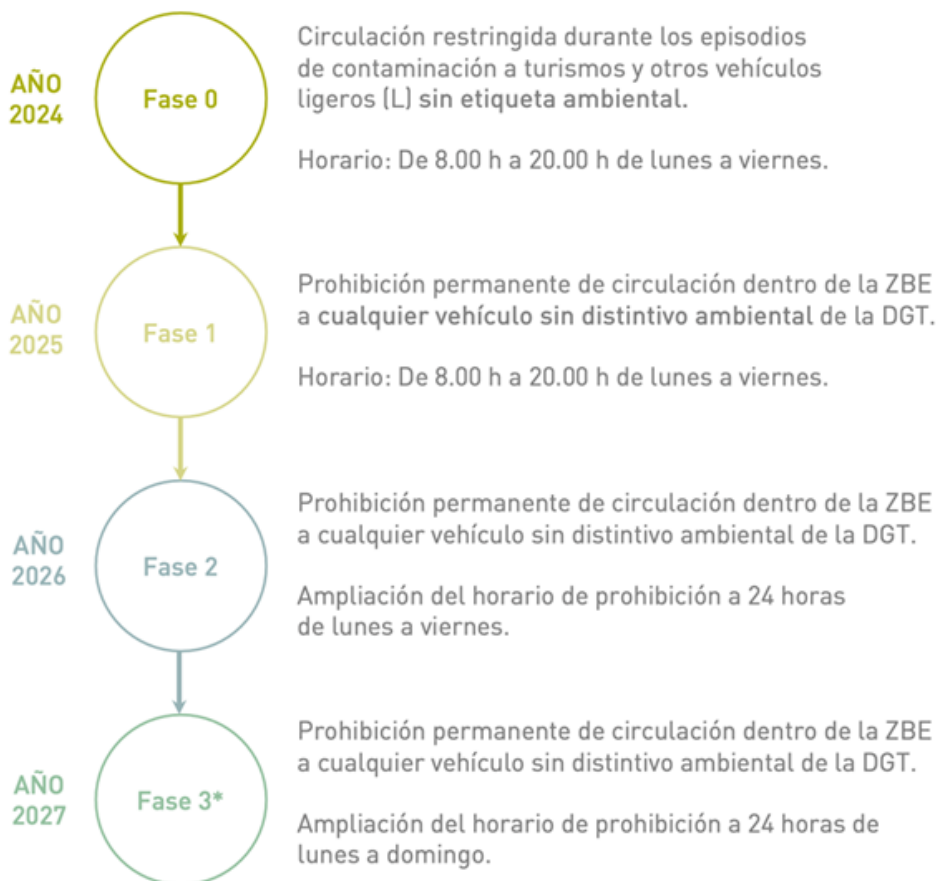 AÑO
2024
Fase 0
Circulación restringida durante los episodios
de contaminación a turismos y otros vehículos
ligeros (L) sin etiqueta ambiental.
Horario: De 8.00 h a 20.00 h de lunes a viernes.
AÑO
2025
Fase 1
Prohibición permanente de circulación dentro de la ZBE
a cualquier vehículo sin distintivo ambiental de la DGT.
Horario: De 8.00 h a 20.00 h de lunes a viernes.
AÑO
2026
Fase 2
Prohibición permanente de circulación dentro de la ZBE
a cualquier vehículo sin distintivo ambiental de la DGT.
Ampliación del horario de prohibición a 24 horas
de lunes a viernes.
AÑO
2027
Fase 3*
Prohibición permanente de circulación dentro de la ZBE
a cualquier vehículo sin distintivo ambiental de la DGT.
Ampliación del horario de prohibición a 24 horas de
lunes a domingo.